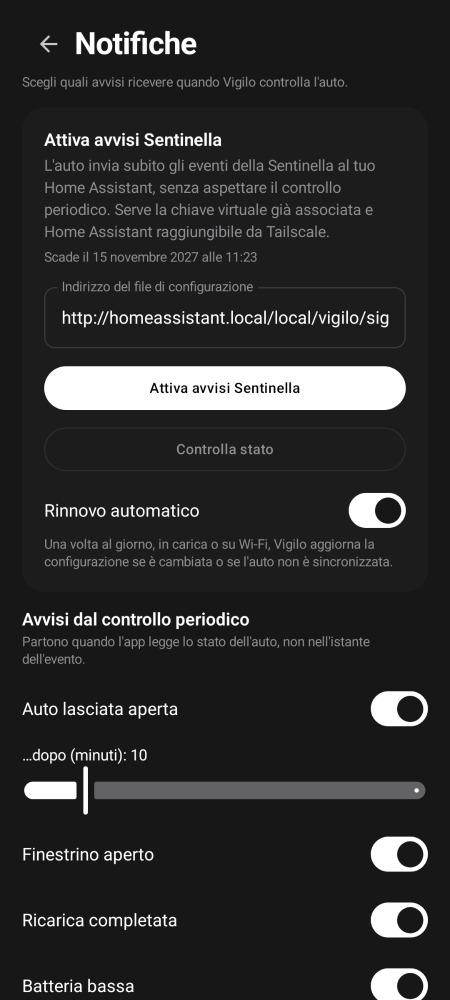 Notifiche
Scegli quali avvisi ricevere quando Vigilo controlla l'auto.
Attiva avvisi Sentinella
L'auto invia subito gli eventi della Sentinella al tuo
Home Assistant, senza aspettare il controllo
periodico. Serve la chiave virtuale già associata e
Home Assistant raggiungibile da Tailscale.
Scade il 15 novembre 2027 alle 11:23
Indirizzo del file di configurazione
http://homeassistant.local/local/vigilo/sig
Attiva avvisi Sentinella
Controlla stato
Rinnovo automatico
Una volta al giorno, in carica o su Wi-Fi, Vigilo aggiorna la
configurazione se è cambiata o se l'auto non è sincronizzata.
Avvisi dal controllo periodico
Partono quando l'app legge lo stato dell'auto, non nell'istante
dell'evento.
Auto lasciata aperta
…dopo (minuti): 10
Finestrino aperto
Ricarica completata
Batteria bassa